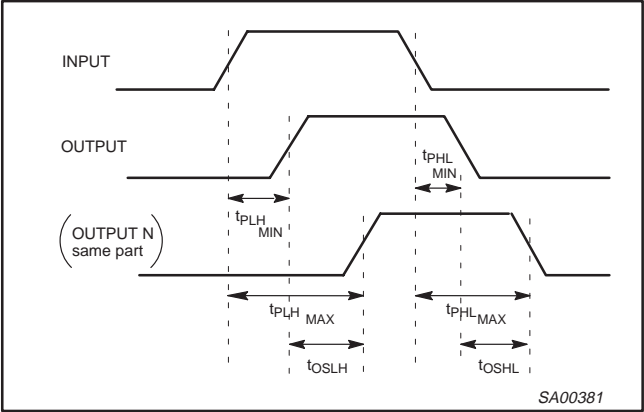 INPUT
OUTPUT
tPHL
MIN
tPLH
MIN
OUTPUT N
same part
tPLH MAX
tPHL MAX
tOSLH
tOSHL
SA00381